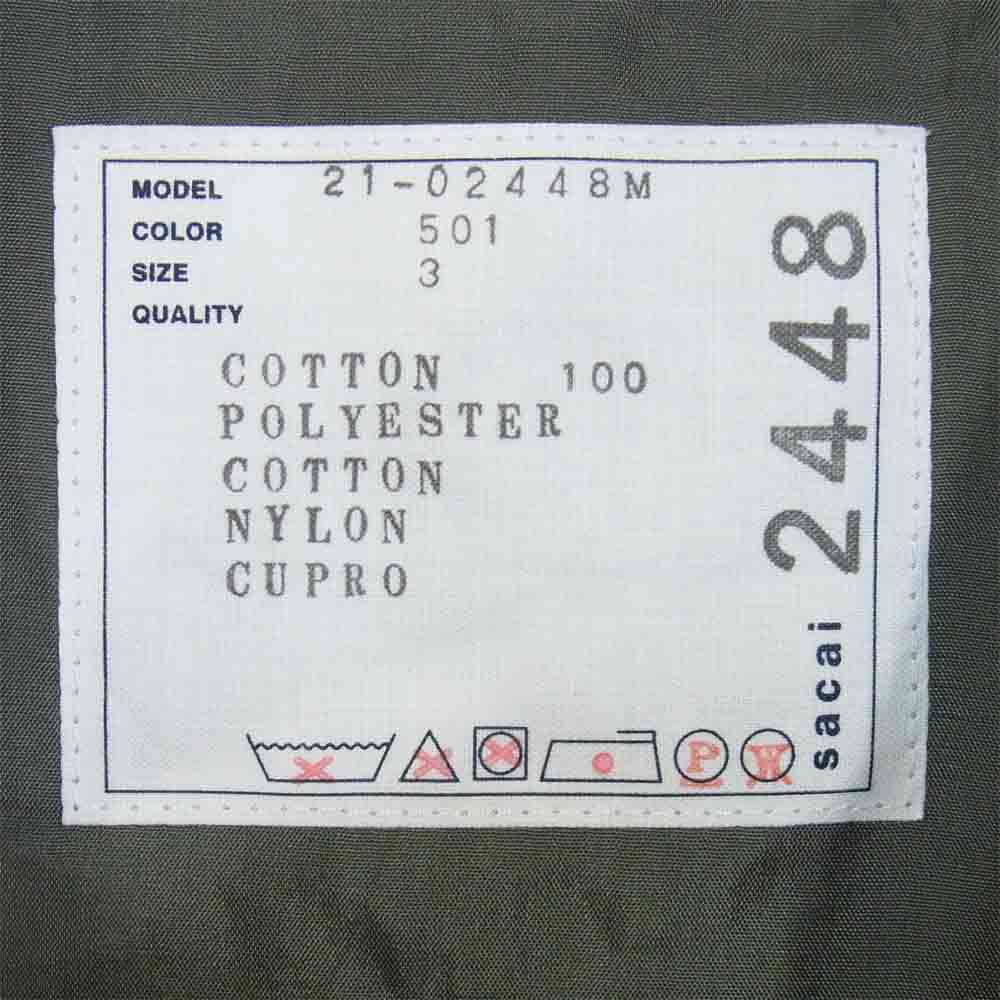 MODEL 21-02448M
COLOR 501
SIZE 3
QUALITY
COTTON 100
POLYESTER
COTTON
NYLON
CUPRO
P W
2448
sacai